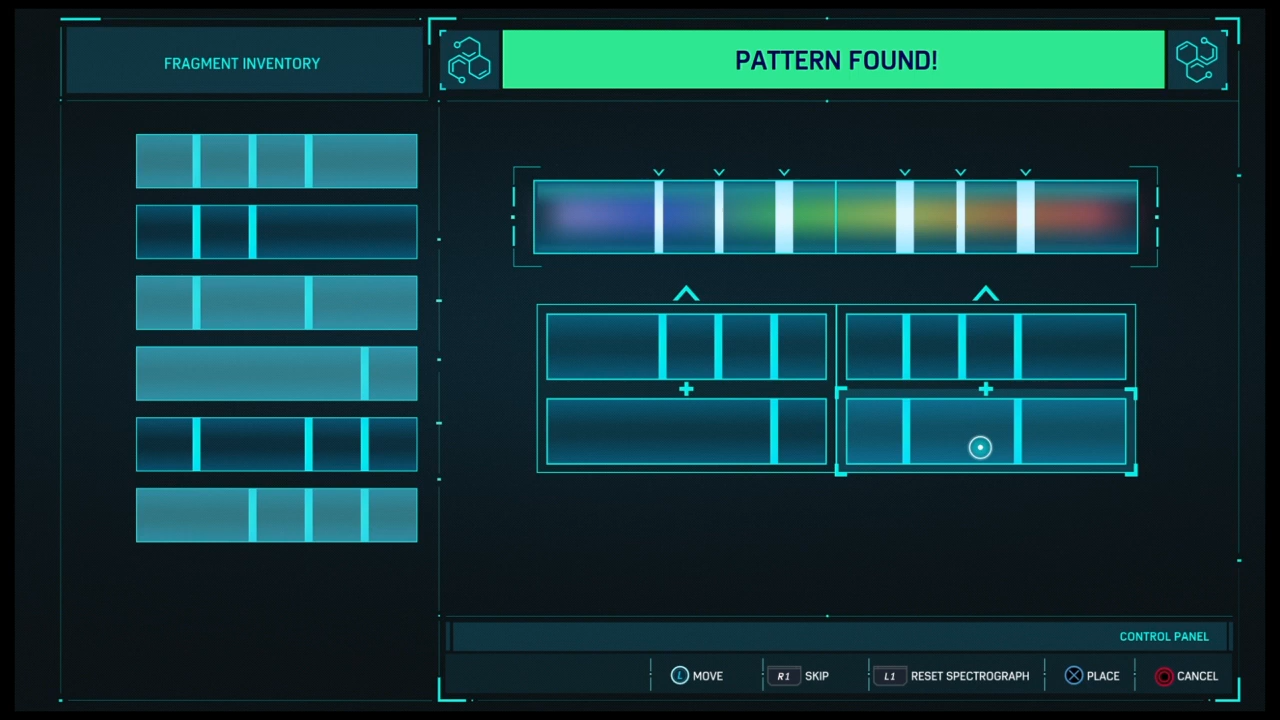 FRAGMENT INVENTORY
PATTERN FOUND!
CONTROL PANEL
L MOVE
R1 SKIP
L1 RESET SPECTROGRAPH
PLACE
CANCEL